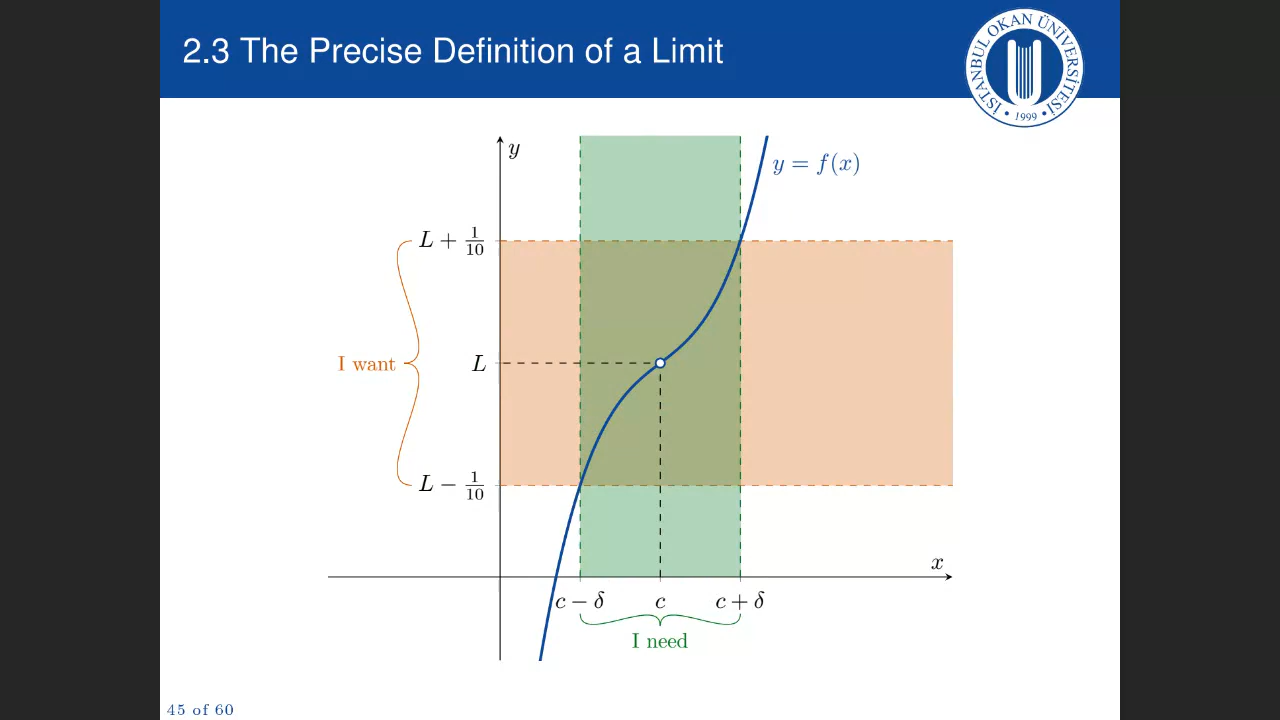 2.3 The Precise Definition of a Limit
İSTANBUL OKAN ÜNİVERSİTESİ
• 1999 •
y
y = f(x)
L + 1/10
I want
L
L − 1/10
x
c − δ
c
c + δ
I need
45 of 60